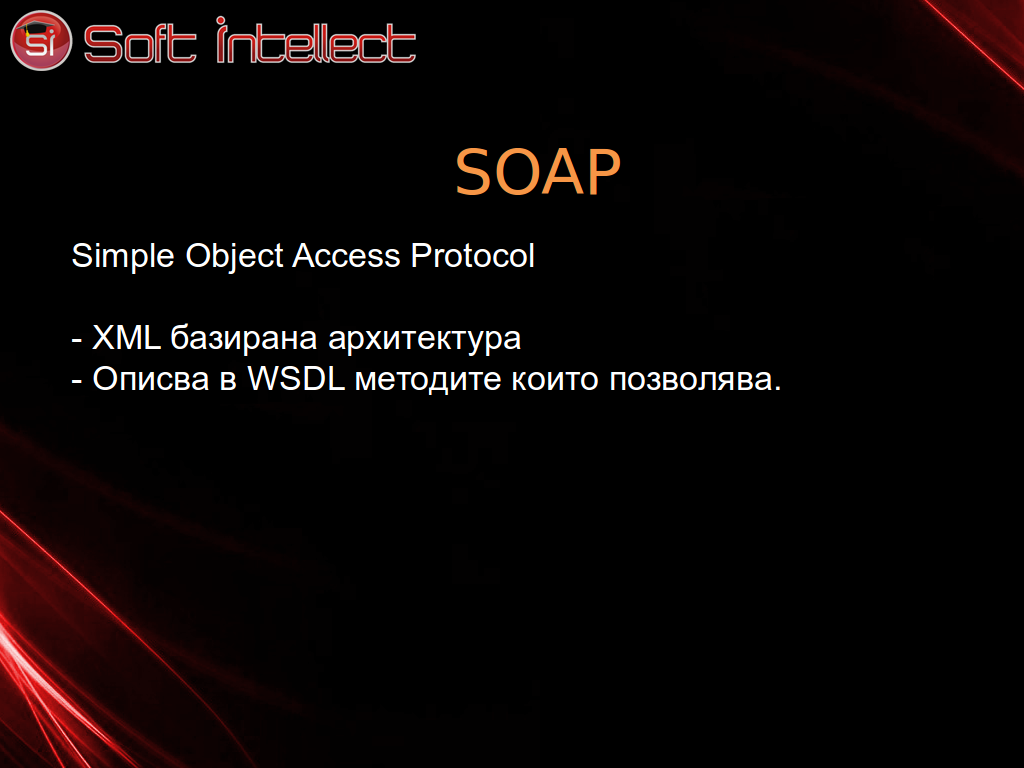 Si Soft Intellect
SOAP
Simple Object Access Protocol
- XML базирана архитектура
- Описва в WSDL методите които позволява.